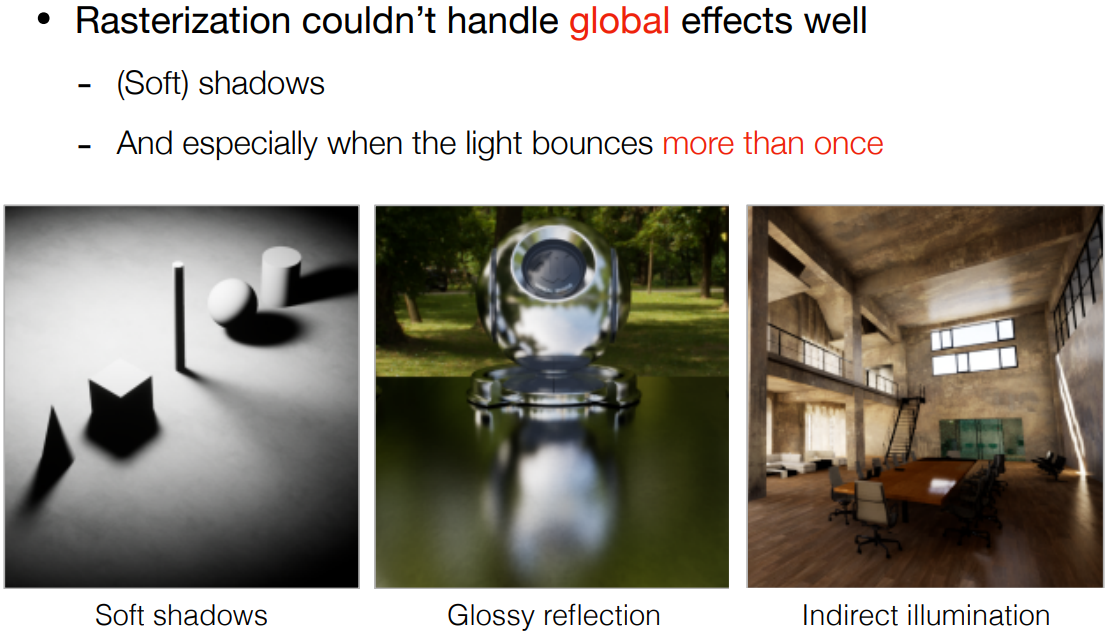 • Rasterization couldn’t handle global effects well
- (Soft) shadows
- And especially when the light bounces more than once
Soft shadows
Glossy reflection
Indirect illumination